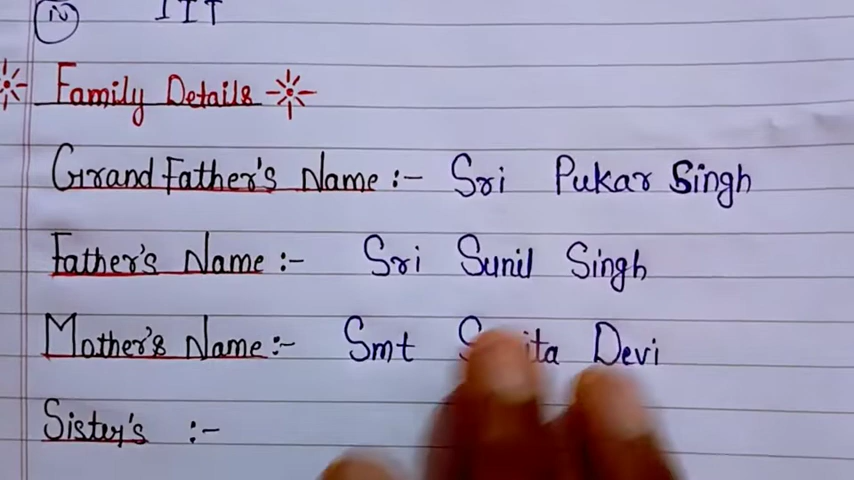 ② IIT
Family Details
Grand Father's Name :- Sri Pukar Singh
Father's Name :- Sri Sunil Singh
Mother's Name :- Smt Devi
Sister's :-